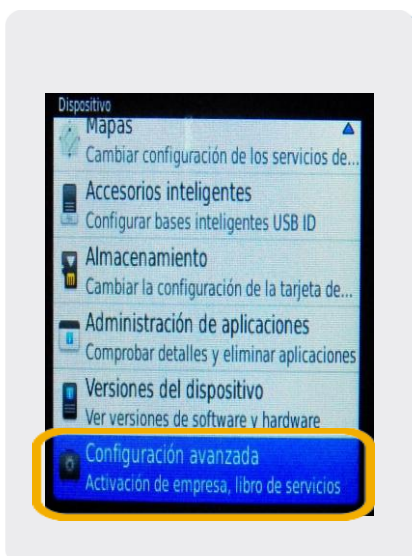 Dispositivo
Mapas
Cambiar configuración de los servicios de...
Accesorios inteligentes
Configurar bases inteligentes USB ID
Almacenamiento
Cambiar la configuración de la tarjeta de...
Administración de aplicaciones
Comprobar detalles y eliminar aplicaciones
Versiones del dispositivo
Ver versiones de software y hardware
Configuración avanzada
Activación de empresa, libro de servicios